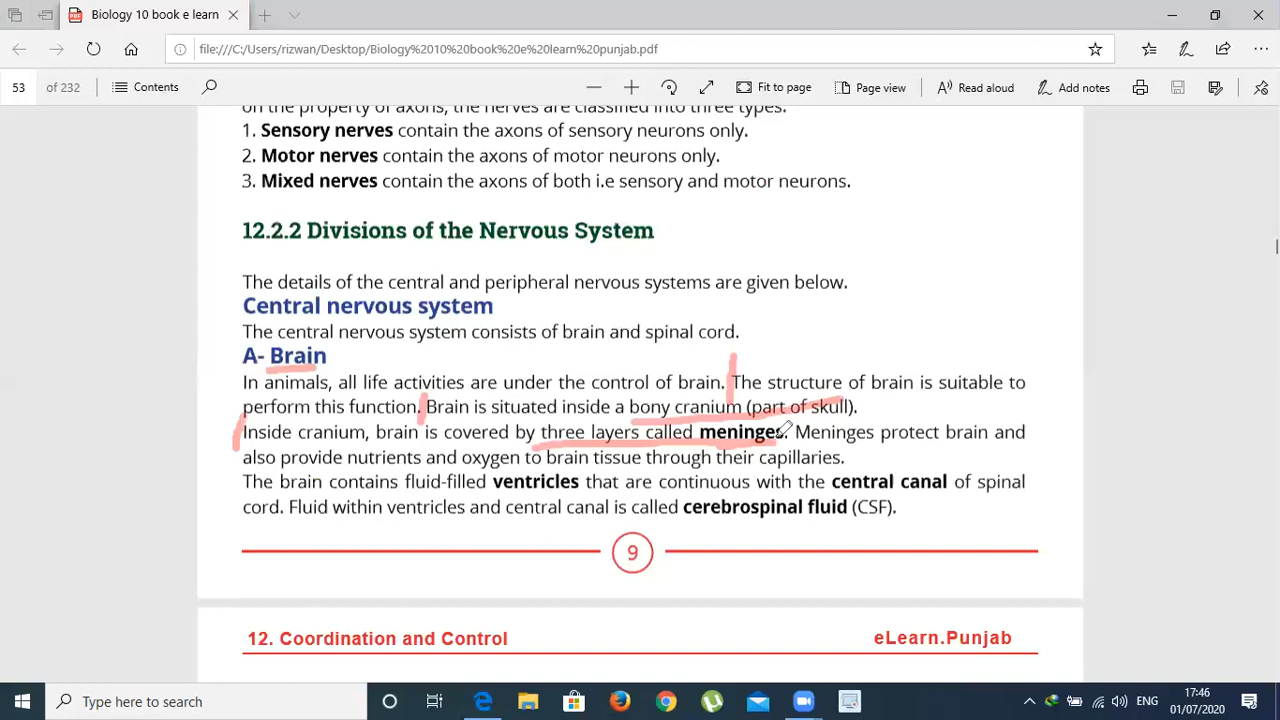 Biology 10 book e learn
file:///C:/Users/rizwan/Desktop/Biology%2010%20book%20e%20learn%20punjab.pdf
53 of 232 Contents Fit to page Page view Read aloud Add notes
on the property of axons, the nerves are classified into three types.
1. Sensory nerves contain the axons of sensory neurons only.
2. Motor nerves contain the axons of motor neurons only.
3. Mixed nerves contain the axons of both i.e sensory and motor neurons.
12.2.2 Divisions of the Nervous System
The details of the central and peripheral nervous systems are given below.
Central nervous system
The central nervous system consists of brain and spinal cord.
A- Brain
In animals, all life activities are under the control of brain. The structure of brain is suitable to
perform this function. Brain is situated inside a bony cranium (part of skull).
Inside cranium, brain is covered by three layers called meninges. Meninges protect brain and
also provide nutrients and oxygen to brain tissue through their capillaries.
The brain contains fluid-filled ventricles that are continuous with the central canal of spinal
cord. Fluid within ventricles and central canal is called cerebrospinal fluid (CSF).
9
12. Coordination and Control eLearn.Punjab
Type here to search
ENG
17:46
01/07/2020